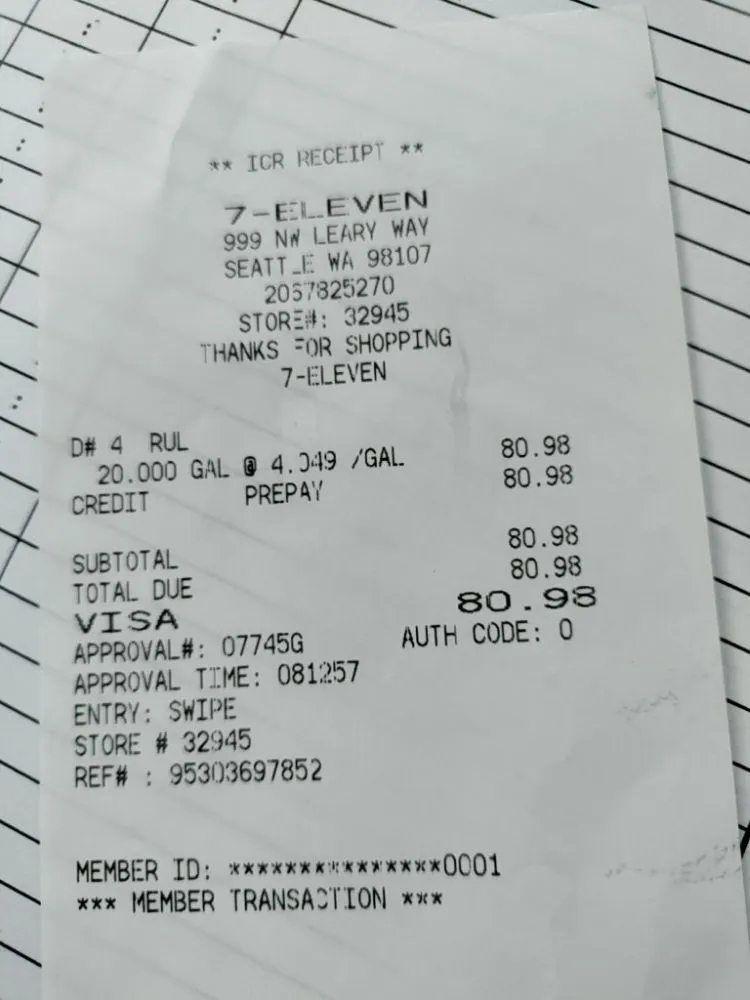 ** ICR RECEIPT **
7-ELEVEN
999 NW LEARY WAY
SEATTLE WA 98107
2067825270
STORE#: 32945
THANKS FOR SHOPPING
7-ELEVEN
D# 4 RUL 80.98
20.000 GAL @ 4.049 /GAL
CREDIT PREPAY 80.98
SUBTOTAL 80.98
TOTAL DUE 80.98
VISA 80.98
APPROVAL#: 07745G AUTH CODE: 0
APPROVAL TIME: 081257
ENTRY: SWIPE
STORE # 32945
REF# : 95303697852
MEMBER ID: ***************0001
*** MEMBER TRANSACTION ***